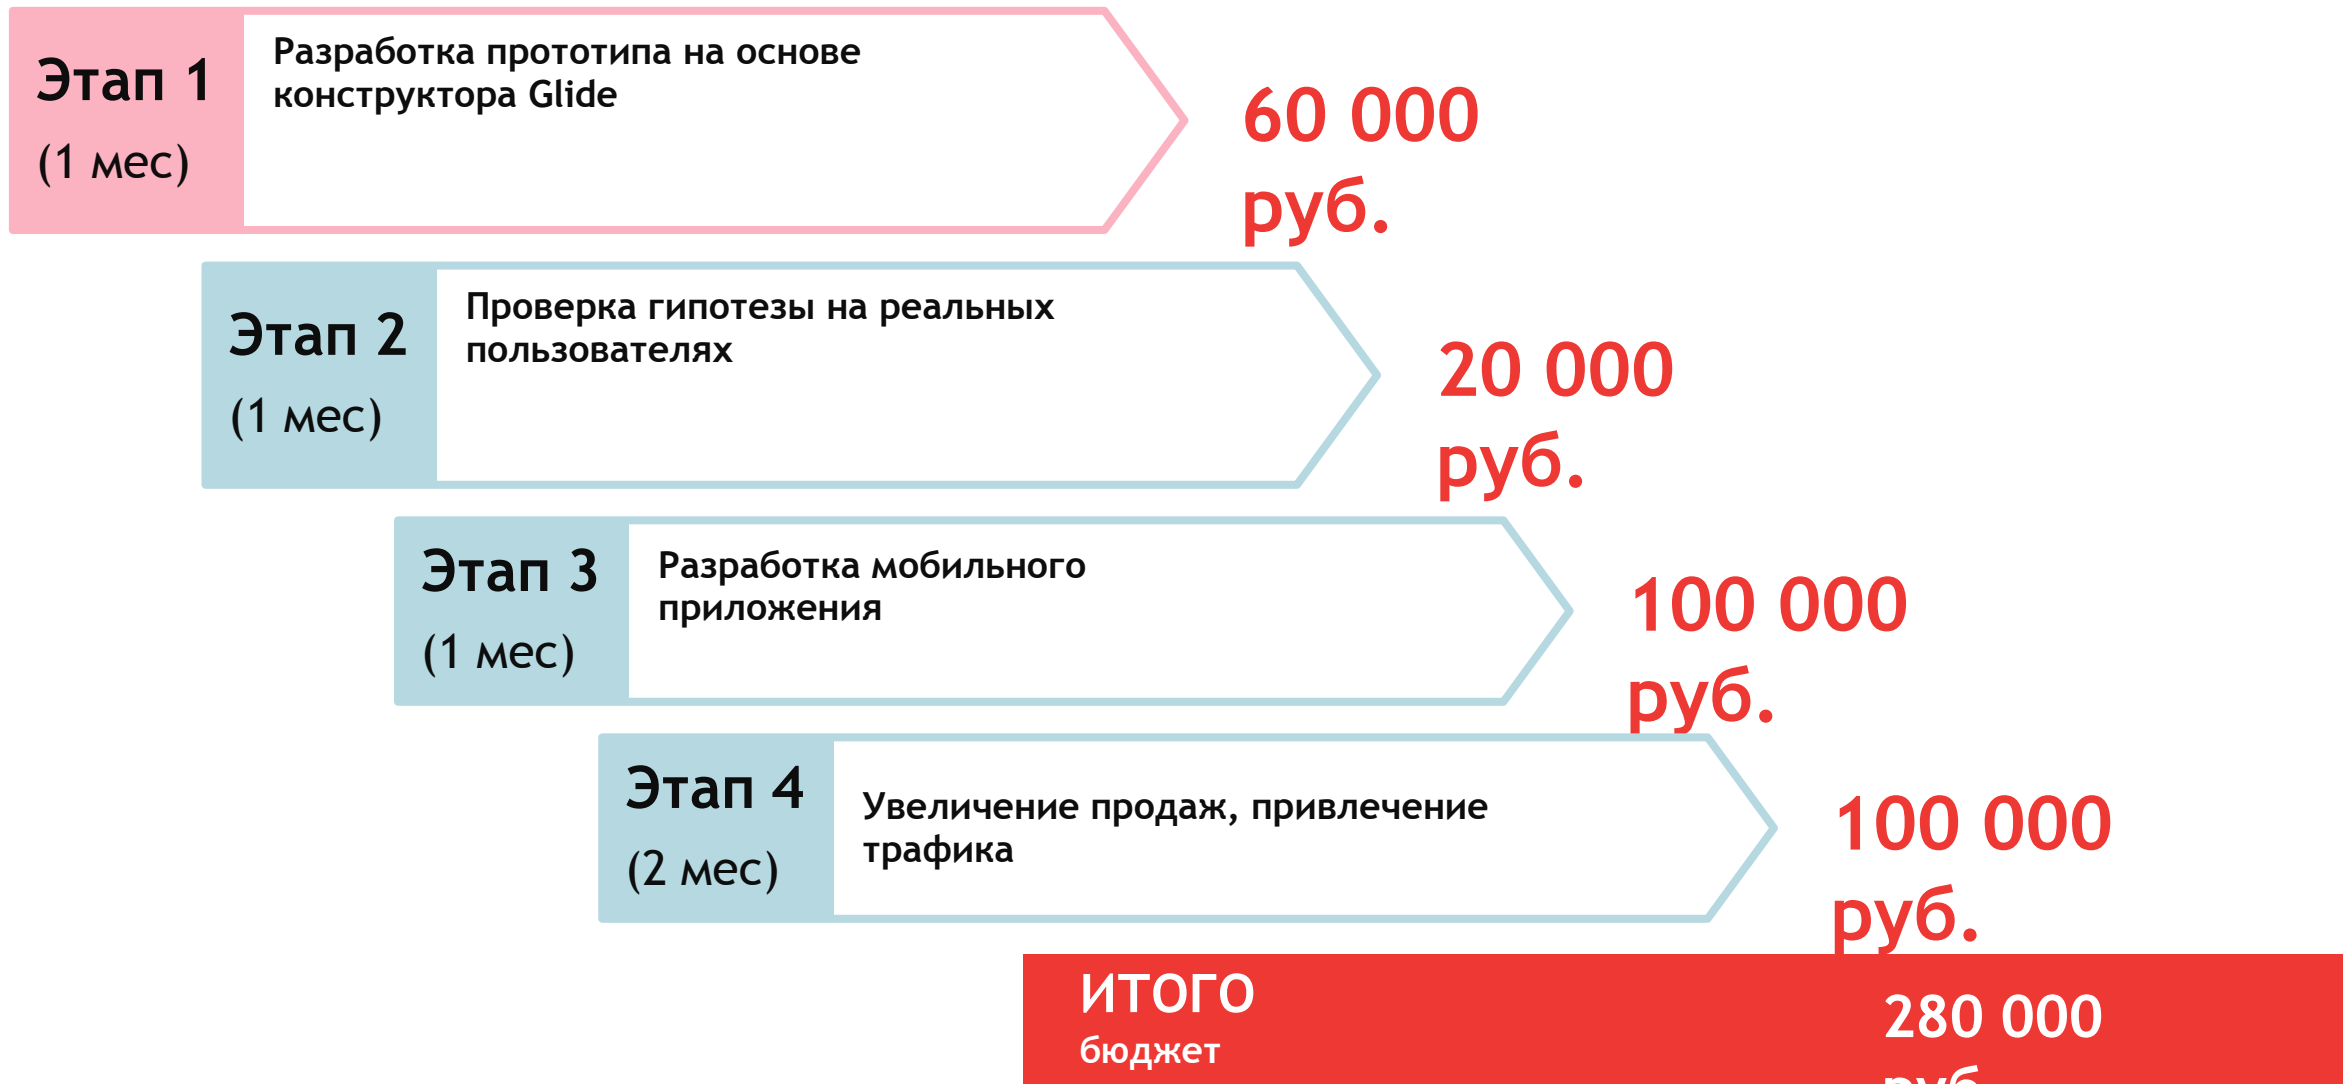 Этап 1
(1 мес)
Разработка прототипа на основе
конструктора Glide
60 000
руб.
Этап 2
(1 мес)
Проверка гипотезы на реальных
пользователях
20 000
руб.
Этап 3
(1 мес)
Разработка мобильного
приложения
100 000
руб.
Этап 4
(2 мес)
Увеличение продаж, привлечение
трафика
100 000
руб.
ИТОГО
бюджет
280 000